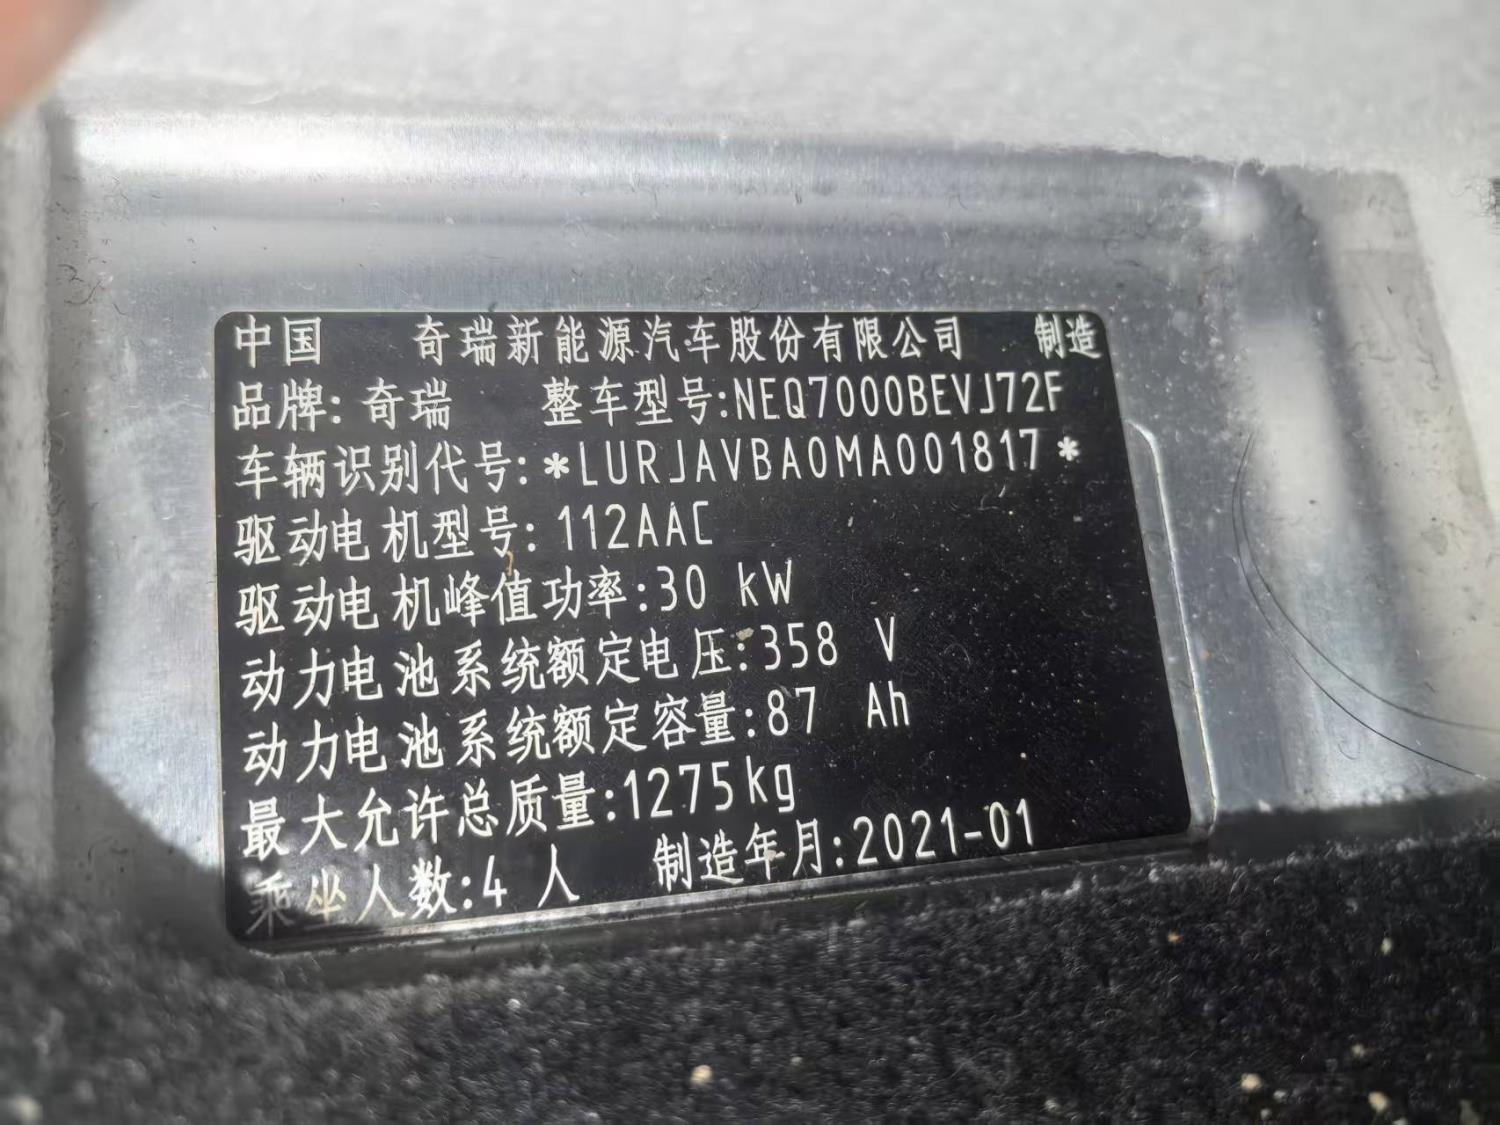 中国 奇瑞新能源汽车股份有限公司 制造
品牌:奇瑞 整车型号:NEQ7000BEVJ72F
车辆识别代号:*LURJAVBA0MA001817*
驱动电机型号:112AAC
驱动电机峰值功率:30 kW
动力电池系统额定电压:358 V
动力电池系统额定容量:87 Ah
最大允许总质量:1275kg
乘坐人数:4 人 制造年月:2021-01